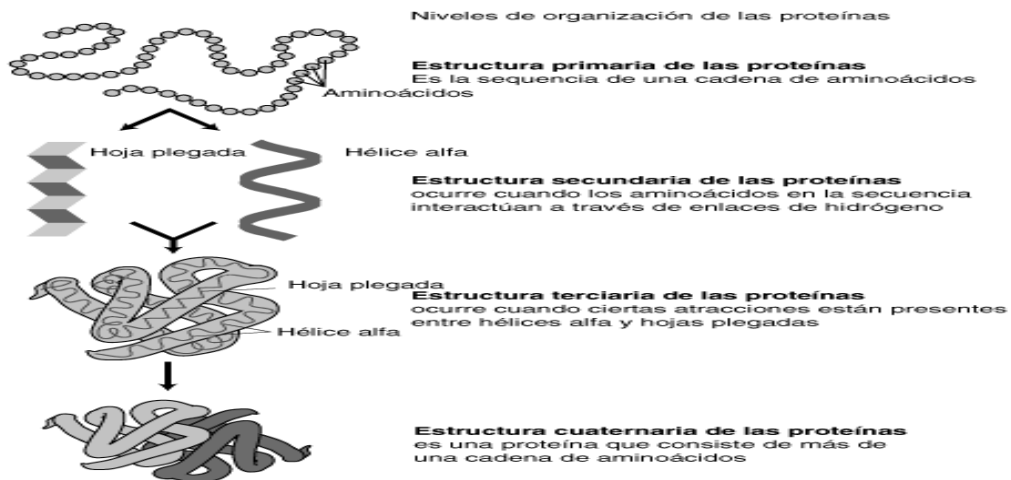 Niveles de organización de las proteínas
Estructura primaria de las proteínas
Es la sequencia de una cadena de aminoácidos
Aminoácidos
Hoja plegada
Hélice alfa
Estructura secundaria de las proteínas
ocurre cuando los aminoácidos en la secuencia
interactúan a través de enlaces de hidrógeno
Hoja plegada
Estructura terciaria de las proteínas
ocurre cuando ciertas atracciones están presentes
entre hélices alfa y hojas plegadas
Hélice alfa
Estructura cuaternaria de las proteínas
es una proteína que consiste de más de
una cadena de aminoácidos